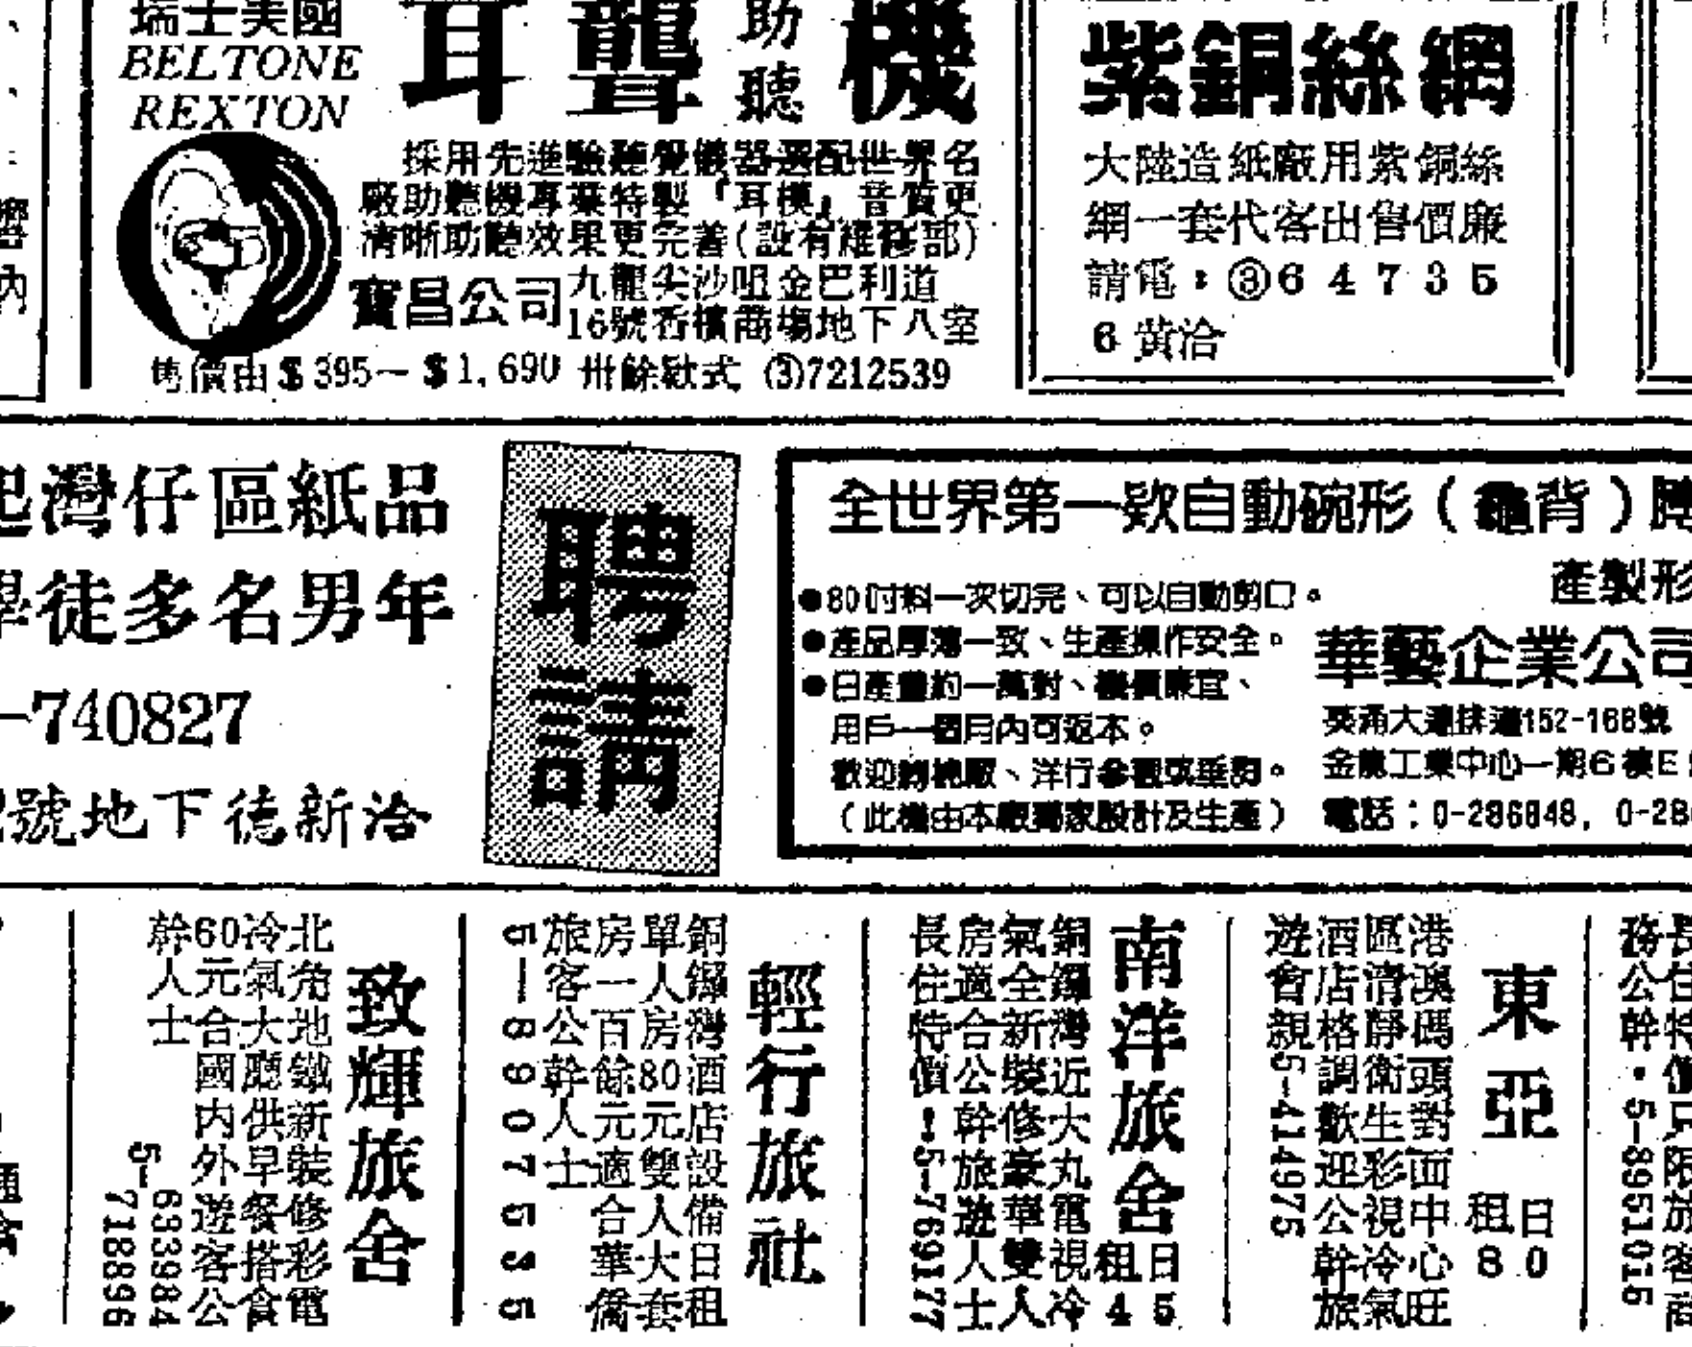 瑞士美國
BELTONE
REXTON
耳聾助聽機
採用先進驗聽覺儀器選配世界名
廠助聽機專業特製「耳模」音質更
清晰助聽效果更完善(設有維修部)
寶昌公司
九龍尖沙咀金巴利道
16號香檳商場地下八室
售價由$395—$1,690卅餘欵式 ③7212539
紫銅絲網
大陸造紙廠用紫銅絲
網一套代客出售價廉
請電：③64735
6黄洽
灣仔區紙品
學徒多名男年
—740827
號地下德新洽
聘請
全世界第一欵自動碗形(龜背)
產製形
●80吋料一次切完、可以自動剪口。
●產品厚薄一致、生產操作安全。
●日產量約一萬對、機價廉宜、
用戶一個月內可返本。
歡迎綿棉廠、洋行參觀或垂詢。
(此機由本廠獨家設計及生產)
華藝企業公司
葵涌大連排道152-168號
金龍工業中心一期6樓E
電話：0-286848, 0-28
東亞
日租80
港澳碼頭對面中心旺
區清靜衛生彩視冷氣
酒店格調歡迎公幹旅
遊會親5-414975
南洋旅舍
日租45
銅鑼灣近大丸電視冷
氣全新裝修豪華雙人
房適合公幹旅遊人士
長住特價！5-769177
輕行旅社
銅鑼灣酒店設備日租
單人房80元雙人大套
房一百餘元適合華僑
旅客公幹人士
5—8907535
致輝旅舍
北角地鐵新裝修彩電
冷氣大廳供早餐搭食
60元合國内外遊客公
幹人士
5-633984
718896
務公幹·5-8951015